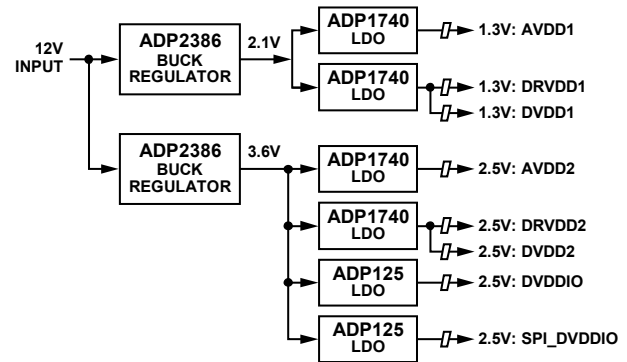 12V
INPUT
ADP2386
BUCK
REGULATOR
2.1V
ADP1740
LDO
1.3V: AVDD1
ADP1740
LDO
1.3V: DRVDD1
1.3V: DVDD1
ADP2386
BUCK
REGULATOR
3.6V
ADP1740
LDO
2.5V: AVDD2
ADP1740
LDO
2.5V: DRVDD2
2.5V: DVDD2
ADP125
LDO
2.5V: DVDDIO
ADP125
LDO
2.5V: SPI_DVDDIO